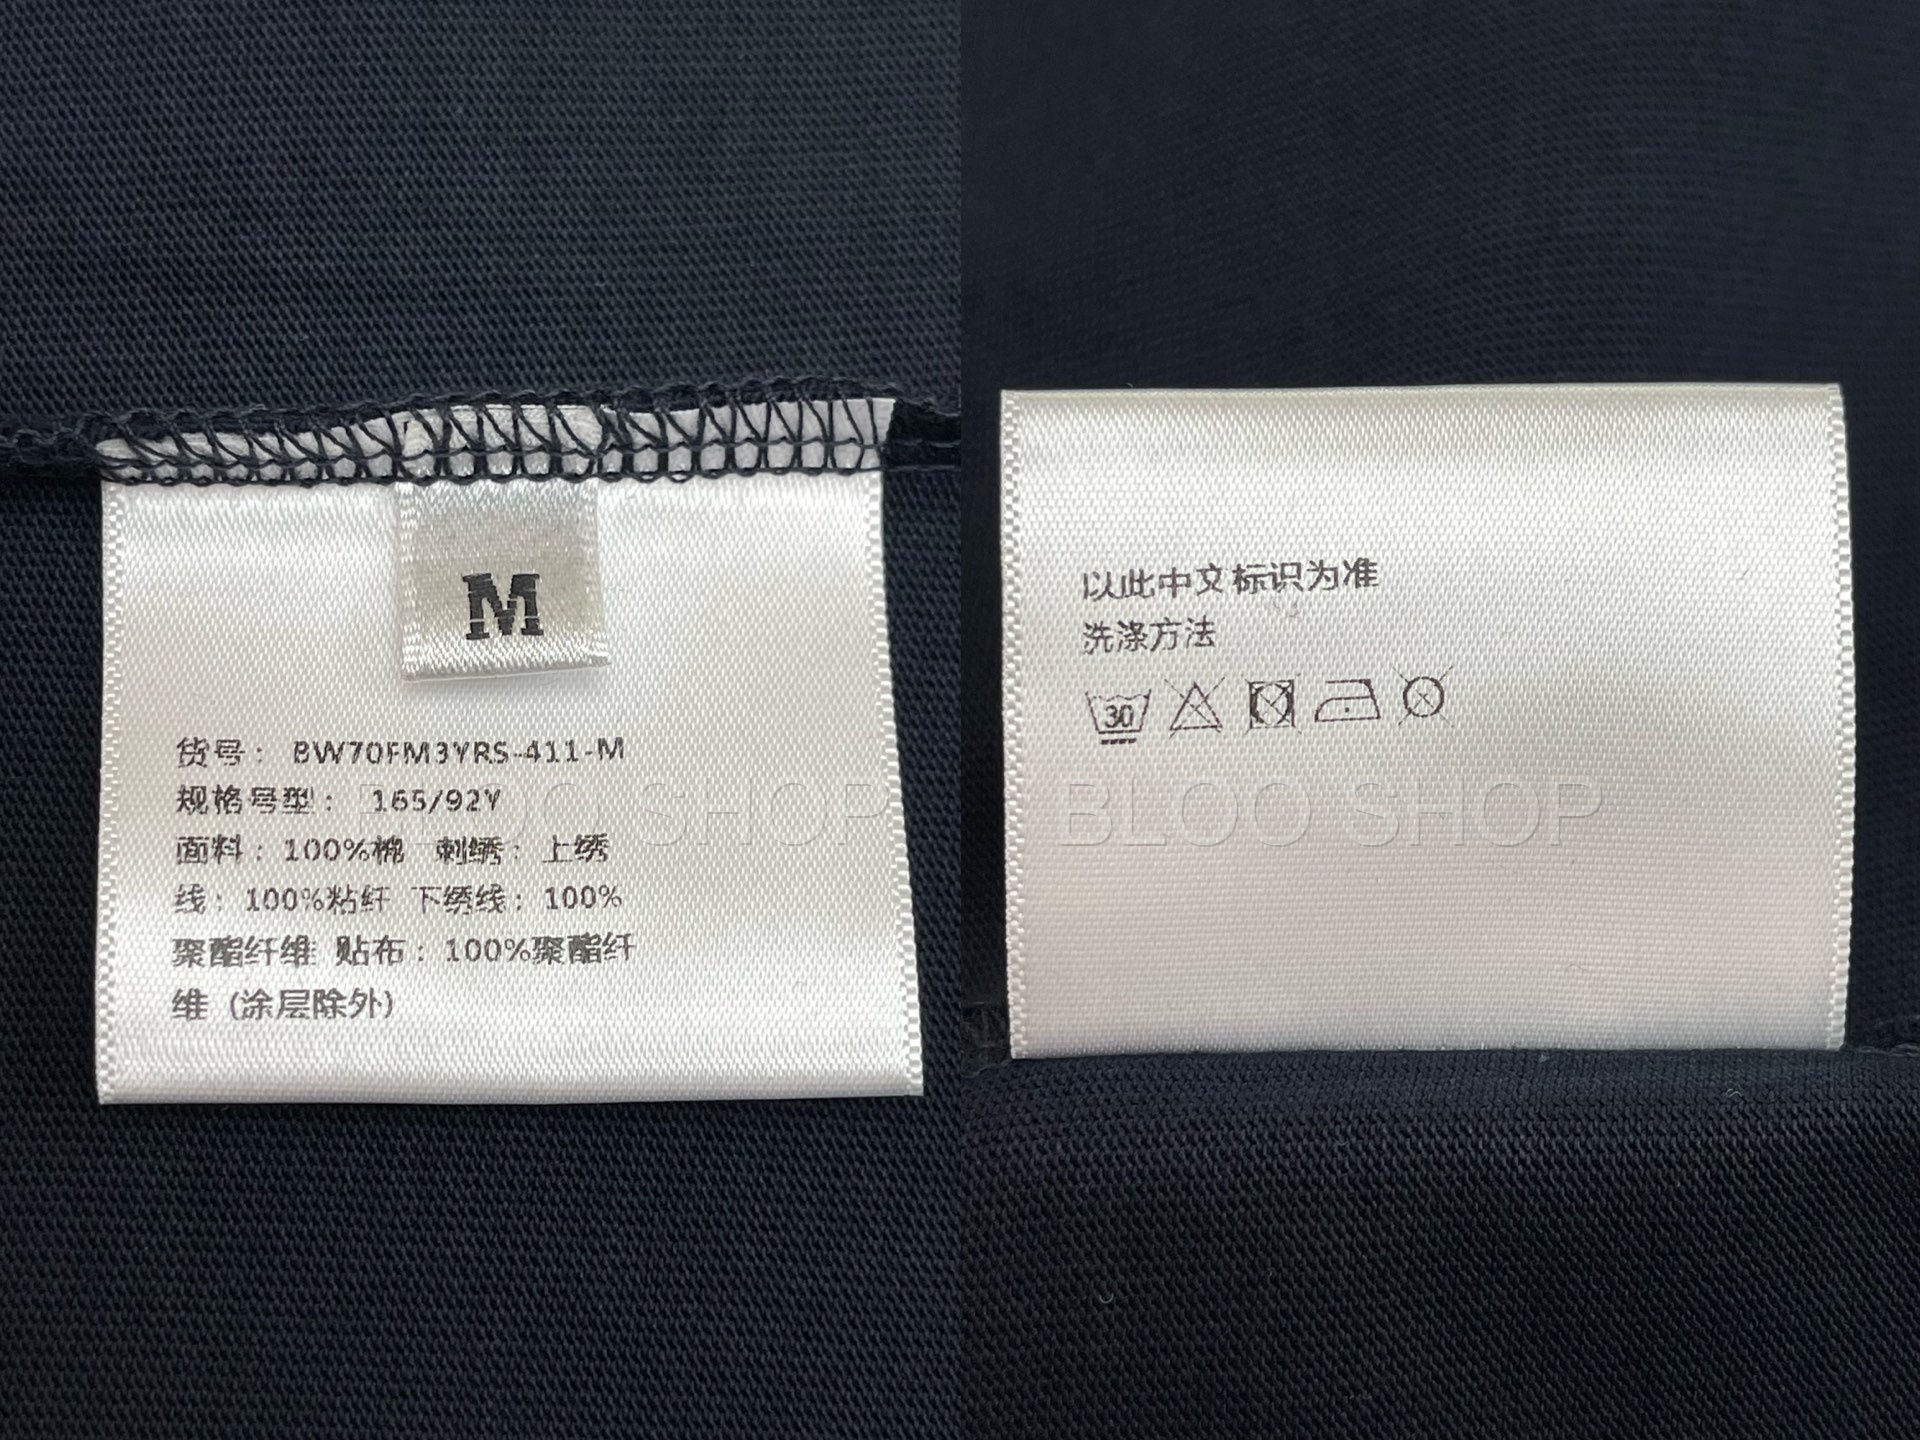 M
货号： BW70FM3YRS-411-M
规格号型： 165/92Y
面料：100%棉 刺绣：上绣
线：100%粘纤 下绣线：100%
聚酯纤维 贴布：100%聚酯纤
维 (涂层除外)
BLOO SHOP
以此中文标识为准
洗涤方法
30
BLOO SHOP